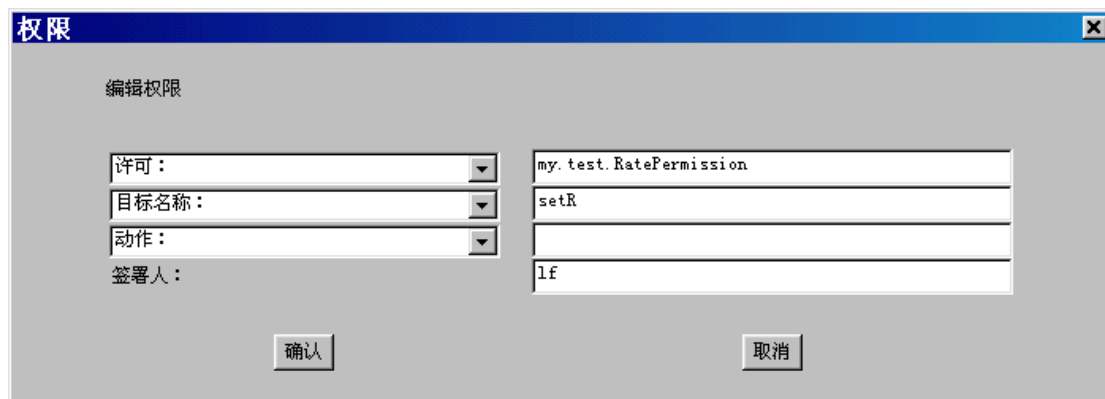 权限
编辑权限
许可： my.test.RatePermission
目标名称： setR
动作：
签署人： lf
确认 取消